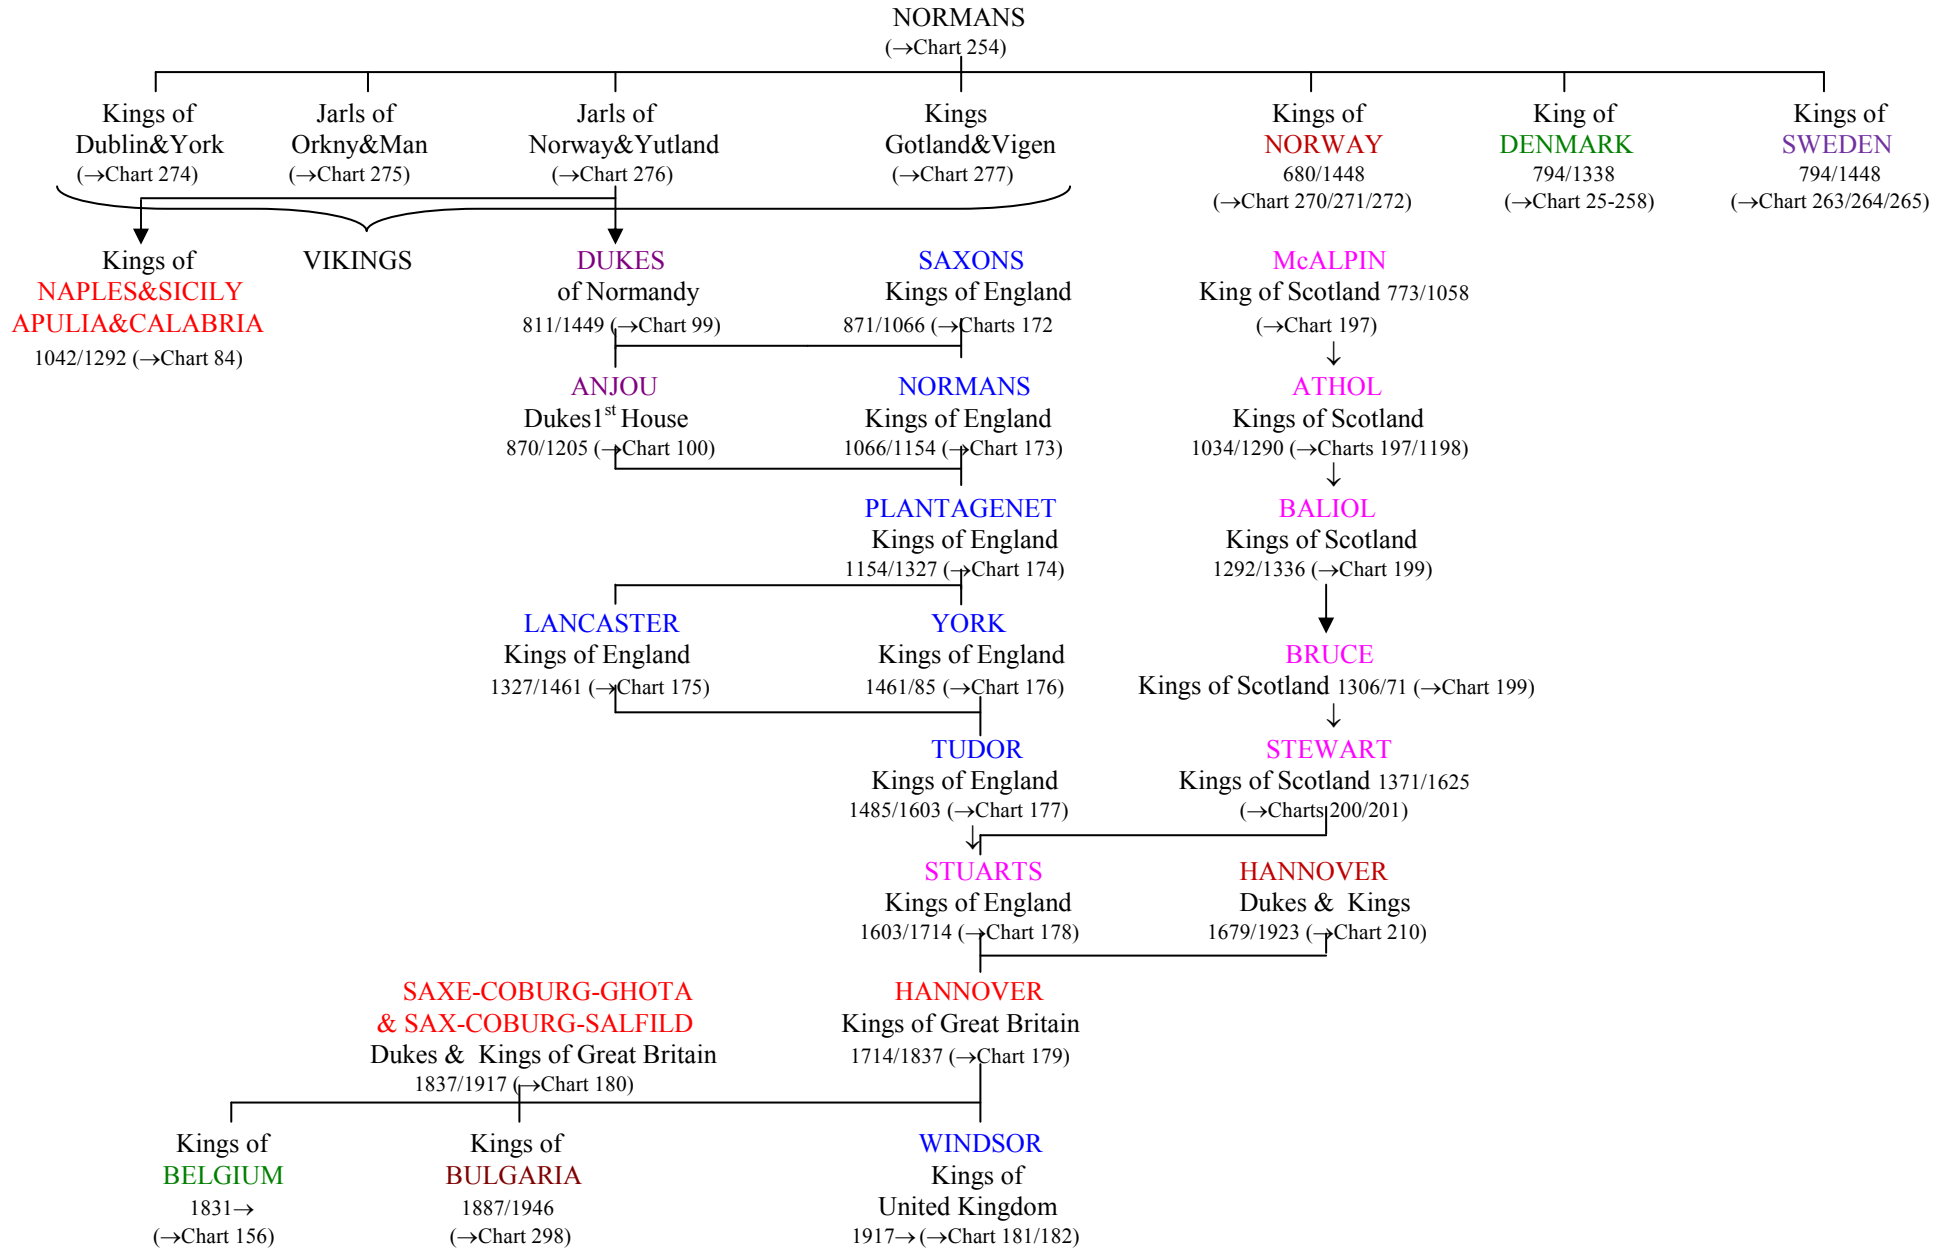 NORMANS
(→Chart 254)
Kings of
Dublin&York
(→Chart 274)
Jarls of
Orkny&Man
(→Chart 275)
Jarls of
Norway&Yutland
(→Chart 276)
Kings
Gotland&Vigen
(→Chart 277)
Kings of
NORWAY
680/1448
(→Chart 270/271/272)
King of
DENMARK
794/1338
(→Chart 25-258)
Kings of
SWEDEN
794/1448
(→Chart 263/264/265)
Kings of
NAPLES&SICILY
APULIA&CALABRIA
1042/1292 (→Chart 84)
VIKINGS
DUKES
of Normandy
811/1449 (→Chart 99)
SAXONS
Kings of England
871/1066 (→Charts 172
McALPIN
King of Scotland 773/1058
(→Chart 197)
↓
ANJOU
Dukes1st House
870/1205 (→Chart 100)
NORMANS
Kings of England
1066/1154 (→Chart 173)
ATHOL
Kings of Scotland
1034/1290 (→Charts 197/1198)
↓
PLANTAGENET
Kings of England
1154/1327 (→Chart 174)
BALIOL
Kings of Scotland
1292/1336 (→Chart 199)
LANCASTER
Kings of England
1327/1461 (→Chart 175)
YORK
Kings of England
1461/85 (→Chart 176)
BRUCE
Kings of Scotland 1306/71 (→Chart 199)
↓
TUDOR
Kings of England
1485/1603 (→Chart 177)
↓
STEWART
Kings of Scotland 1371/1625
(→Charts 200/201)
STUARTS
Kings of England
1603/1714 (→Chart 178)
HANNOVER
Dukes & Kings
1679/1923 (→Chart 210)
SAXE-COBURG-GHOTA
& SAX-COBURG-SALFILD
Dukes & Kings of Great Britain
1837/1917 (→Chart 180)
HANNOVER
Kings of Great Britain
1714/1837 (→Chart 179)
Kings of
BELGIUM
1831→
(→Chart 156)
Kings of
BULGARIA
1887/1946
(→Chart 298)
WINDSOR
Kings of
United Kingdom
1917→ (→Chart 181/182)